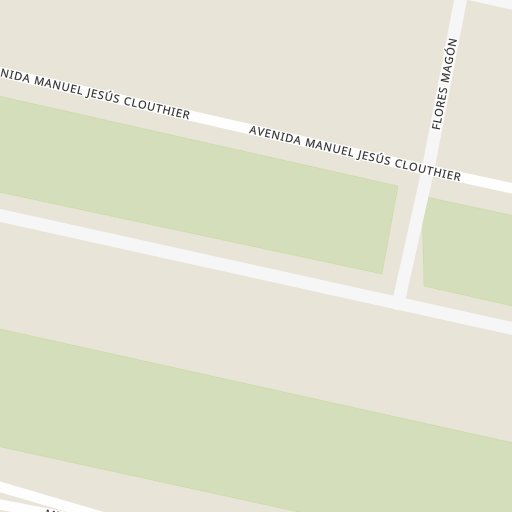 NIDA MANUEL JESÚS CLOUTHIER
AVENIDA MANUEL JESÚS CLOUTHIER
FLORES MAGÓN